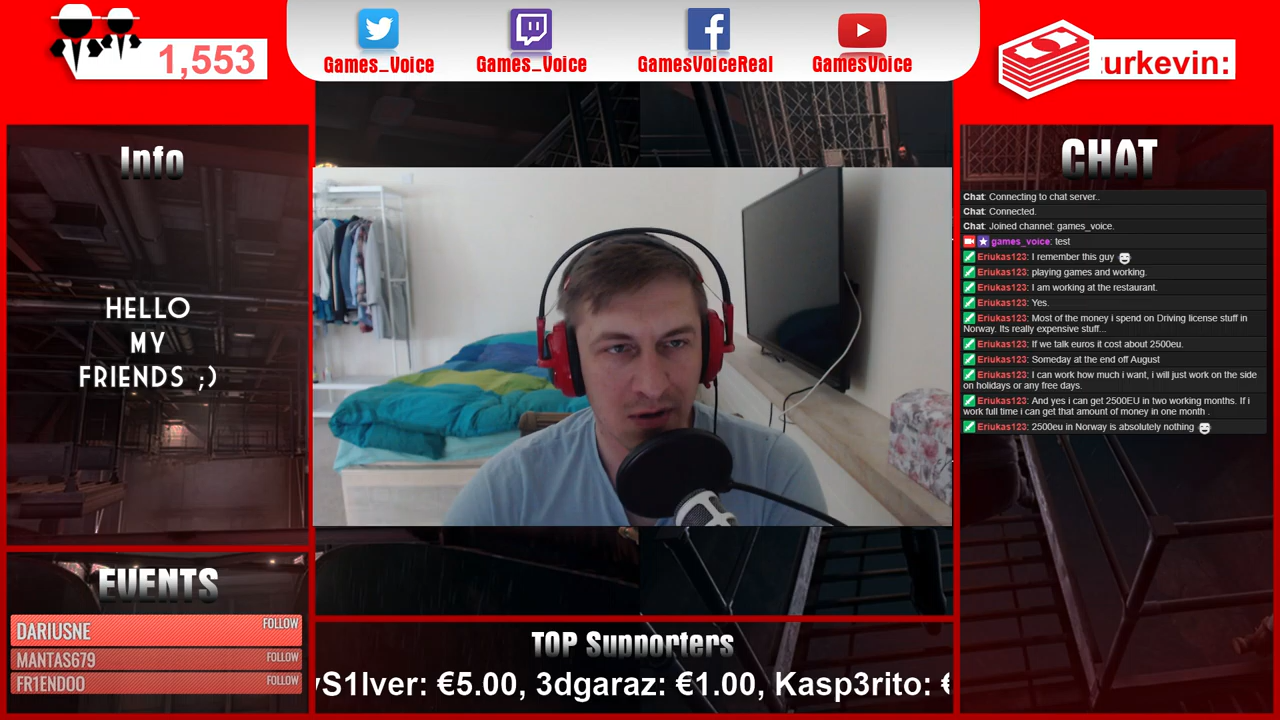 1,553
Games_Voice
Games_Voice
GamesVoiceReal
GamesVoice
urkevin:
Info
HELLO
MY
FRIENDS ;)
EVENTS
DARIUSNE FOLLOW
MANTAS679 FOLLOW
FR1ENDOO FOLLOW
CHAT
Chat: Connecting to chat server..
Chat: Connected.
Chat: Joined channel: games_voice.
games_voice: test
Eriukas123: I remember this guy
Eriukas123: playing games and working.
Eriukas123: I am working at the restaurant.
Eriukas123: Yes.
Eriukas123: Most of the money i spend on Driving license stuff in
Norway. Its really expensive stuff...
Eriukas123: If we talk euros it cost about 2500eu.
Eriukas123: Someday at the end off August
Eriukas123: I can work how much i want, i will just work on the side
on holidays or any free days.
Eriukas123: And yes i can get 2500EU in two working months. If i
work full time i can get that amount of money in one month .
Eriukas123: 2500eu in Norway is absolutely nothing
TOP Supporters
S1lver: €5.00, 3dgaraz: €1.00, Kasp3rito: €